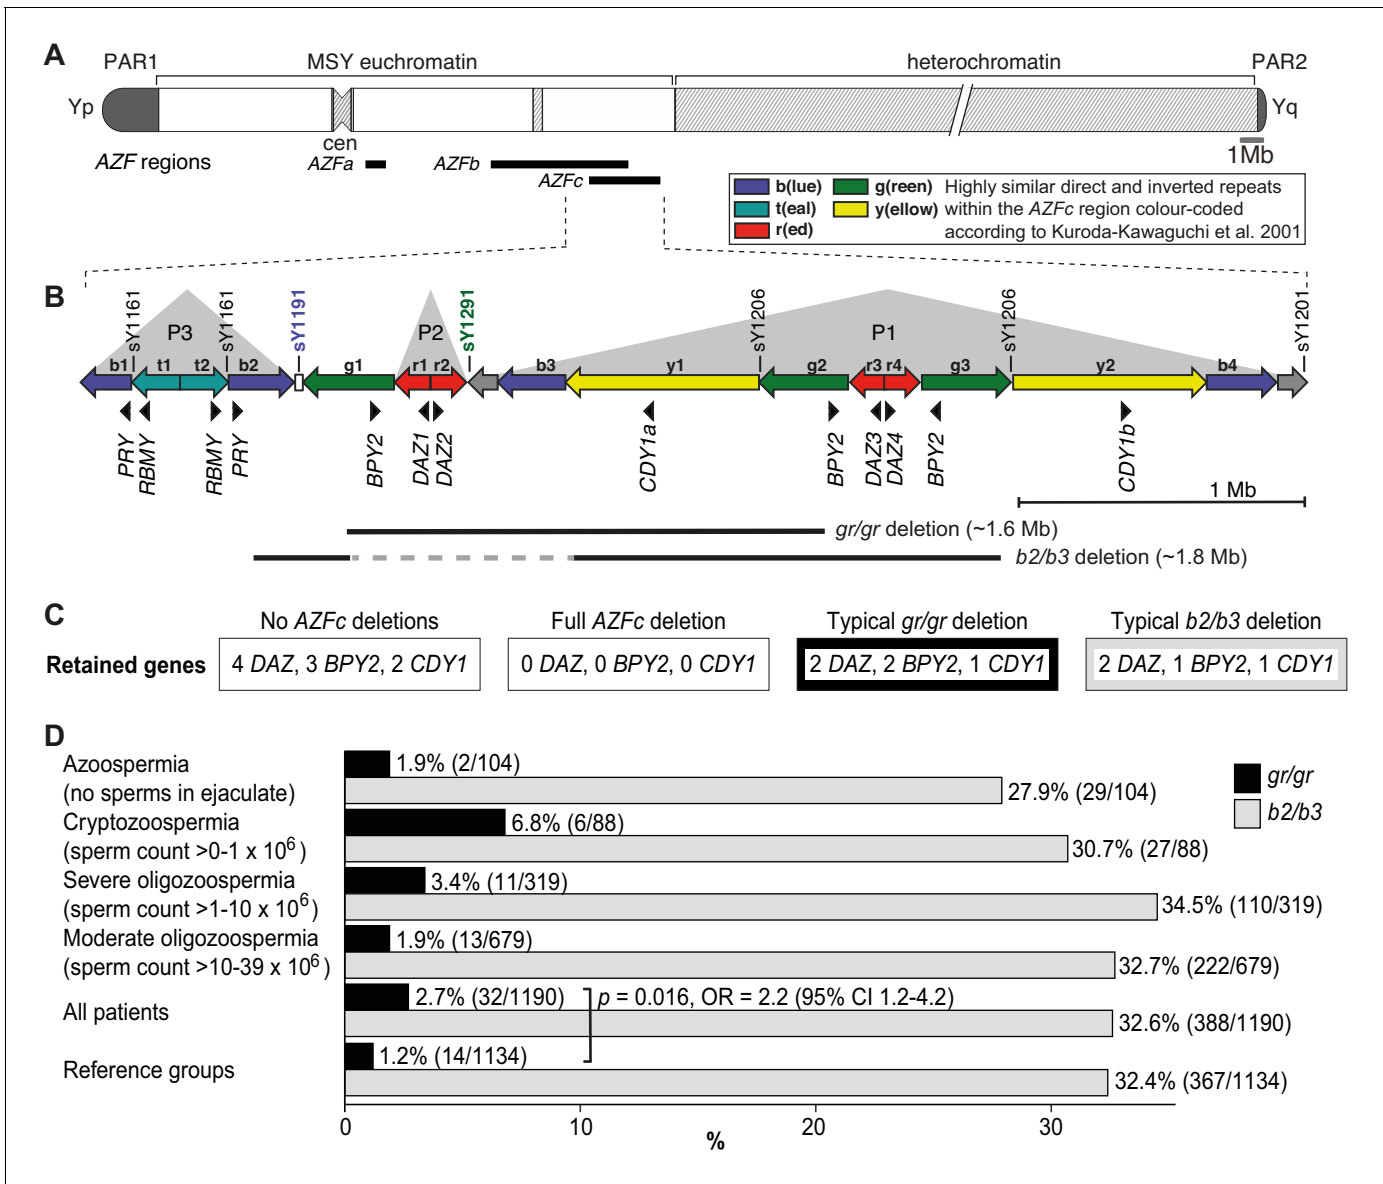 A
PAR1
MSY euchromatin
heterochromatin
PAR2
Yp
Yq
cen
1Mb
AZF regions
AZFa
AZFb
AZFc
b(lue)
g(reen)
t(eal)
y(ellow)
r(ed)
Highly similar direct and inverted repeats
within the AZFc region colour-coded
according to Kuroda-Kawaguchi et al. 2001
B
sY1161
sY1161
sY1191
sY1291
sY1206
sY1206
sY1201
P3
P2
P1
b1 t1 t2 b2 g1 r1 r2 b3 y1 g2 r3 r4 g3 y2 b4
PRY
RBMY
RBMY
PRY
BPY2
DAZ1
DAZ2
CDY1a
BPY2
DAZ3
DAZ4
BPY2
CDY1b
1 Mb
gr/gr deletion (~1.6 Mb)
b2/b3 deletion (~1.8 Mb)
C
No AZFc deletions
Full AZFc deletion
Typical gr/gr deletion
Typical b2/b3 deletion
Retained genes
4 DAZ, 3 BPY2, 2 CDY1
0 DAZ, 0 BPY2, 0 CDY1
2 DAZ, 2 BPY2, 1 CDY1
2 DAZ, 1 BPY2, 1 CDY1
D
Azoospermia
(no sperms in ejaculate)
1.9% (2/104)
27.9% (29/104)
gr/gr
b2/b3
Cryptozoospermia
(sperm count >0-1 x 10⁶)
6.8% (6/88)
30.7% (27/88)
Severe oligozoospermia
(sperm count >1-10 x 10⁶)
3.4% (11/319)
34.5% (110/319)
Moderate oligozoospermia
(sperm count >10-39 x 10⁶)
1.9% (13/679)
32.7% (222/679)
All patients
2.7% (32/1190)
p = 0.016, OR = 2.2 (95% CI 1.2-4.2)
32.6% (388/1190)
Reference groups
1.2% (14/1134)
32.4% (367/1134)
0 10 20 30
%